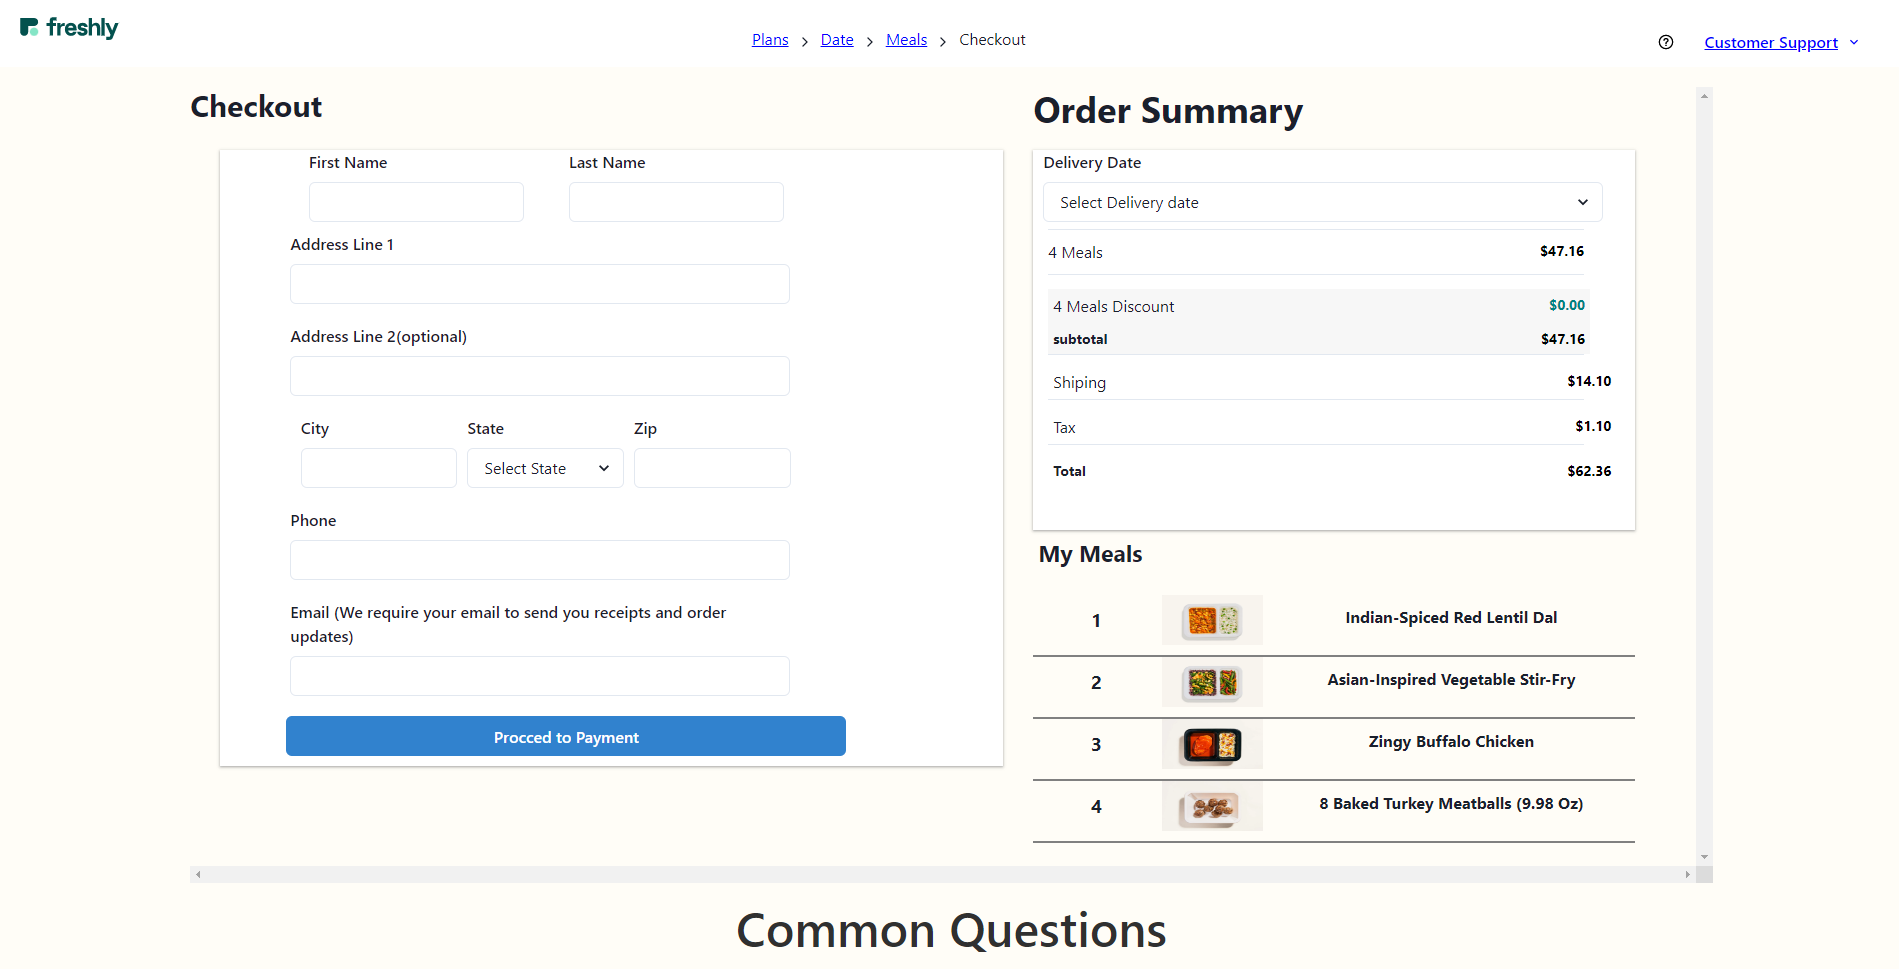 freshly
Plans > Date > Meals > Checkout
Customer Support
Checkout
First Name
Last Name
Address Line 1
Address Line 2(optional)
City
State
Zip
Select State
Phone
Email (We require your email to send you receipts and order
updates)
Procced to Payment
Order Summary
Delivery Date
Select Delivery date
4 Meals $47.16
4 Meals Discount $0.00
subtotal $47.16
Shiping $14.10
Tax $1.10
Total $62.36
My Meals
1 Indian-Spiced Red Lentil Dal
2 Asian-Inspired Vegetable Stir-Fry
3 Zingy Buffalo Chicken
4 8 Baked Turkey Meatballs (9.98 Oz)
Common Questions